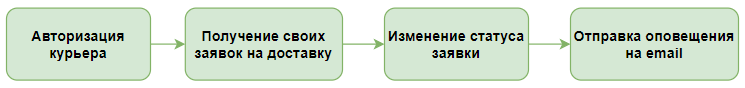 Авторизация
курьера
Получение своих
заявок на доставку
Изменение статуса
заявки
Отправка оповещения
на email